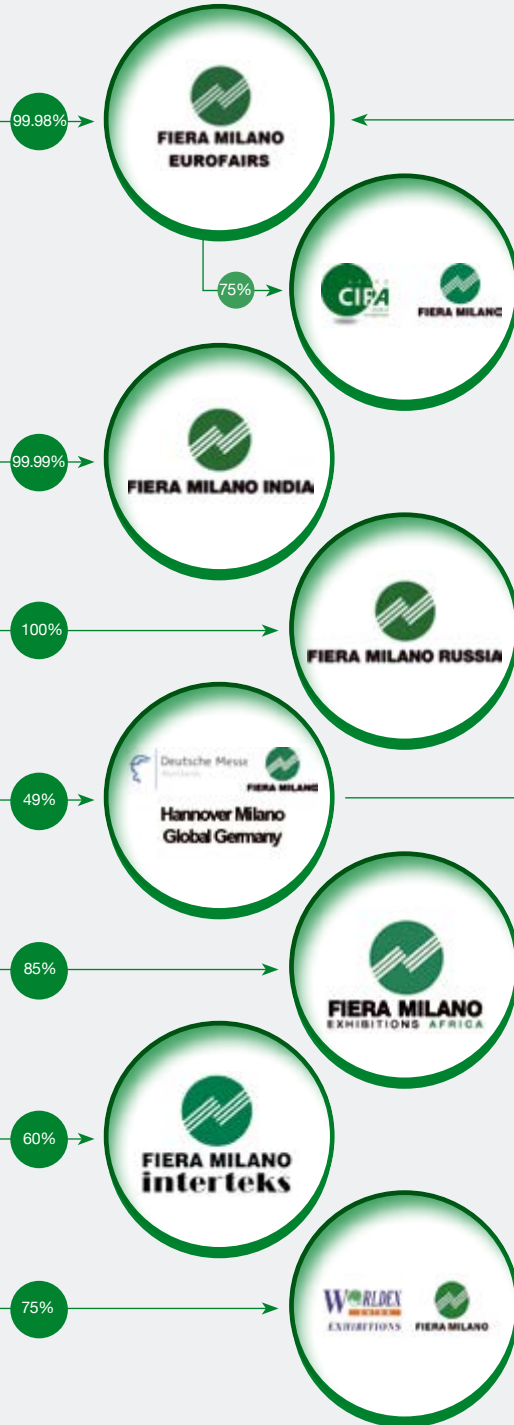 99.98%
FIERA MILANO
EUROFAIRS
75%
CIPA
FIERA MILANO
99.99%
FIERA MILANO INDIA
100%
FIERA MILANO RUSSIA
49%
Deutsche Messe
FIERA MILANO
Hannover Milano
Global Germany
85%
FIERA MILANO
EXHIBITIONS AFRICA
60%
FIERA MILANO
interteks
75%
WORLDEX
EXHIBITIONS
FIERA MILANO